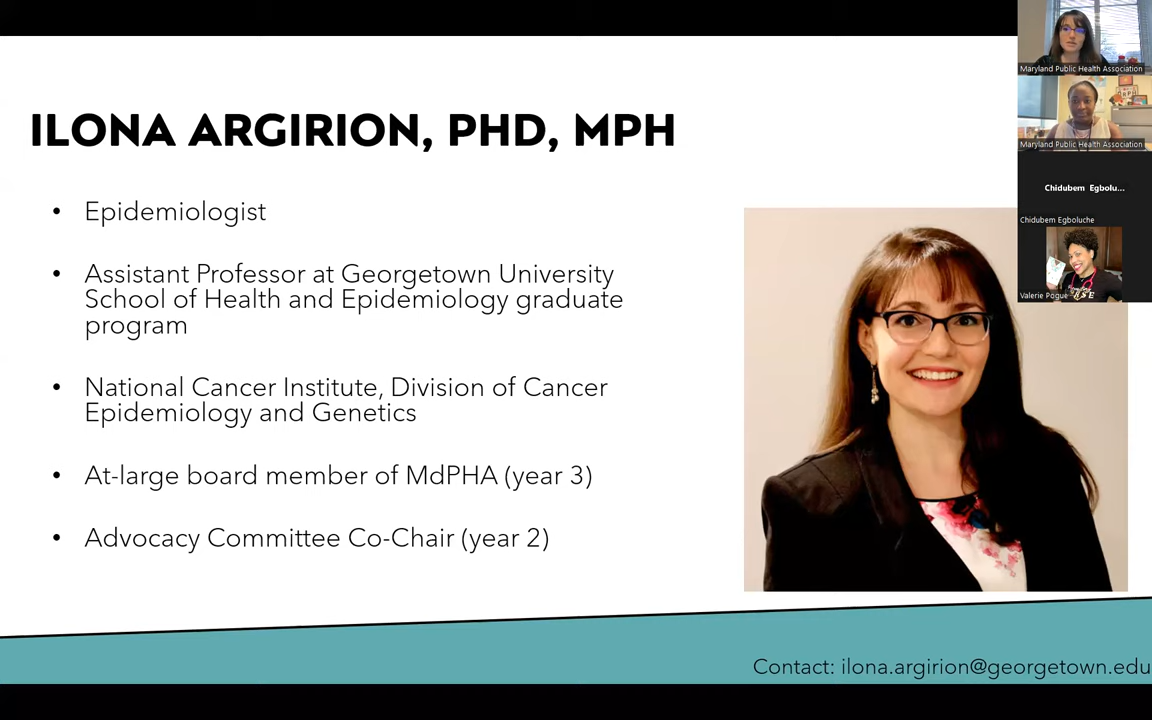 ILONA ARGIRION, PHD, MPH
• Epidemiologist
• Assistant Professor at Georgetown University
School of Health and Epidemiology graduate
program
• National Cancer Institute, Division of Cancer
Epidemiology and Genetics
• At-large board member of MdPHA (year 3)
• Advocacy Committee Co-Chair (year 2)
Contact: ilona.argirion@georgetown.edu
Maryland Public Health Association
Maryland Public Health Association
Chidubem Egbolu...
Chidubem Egboluche
Valerie Pogue